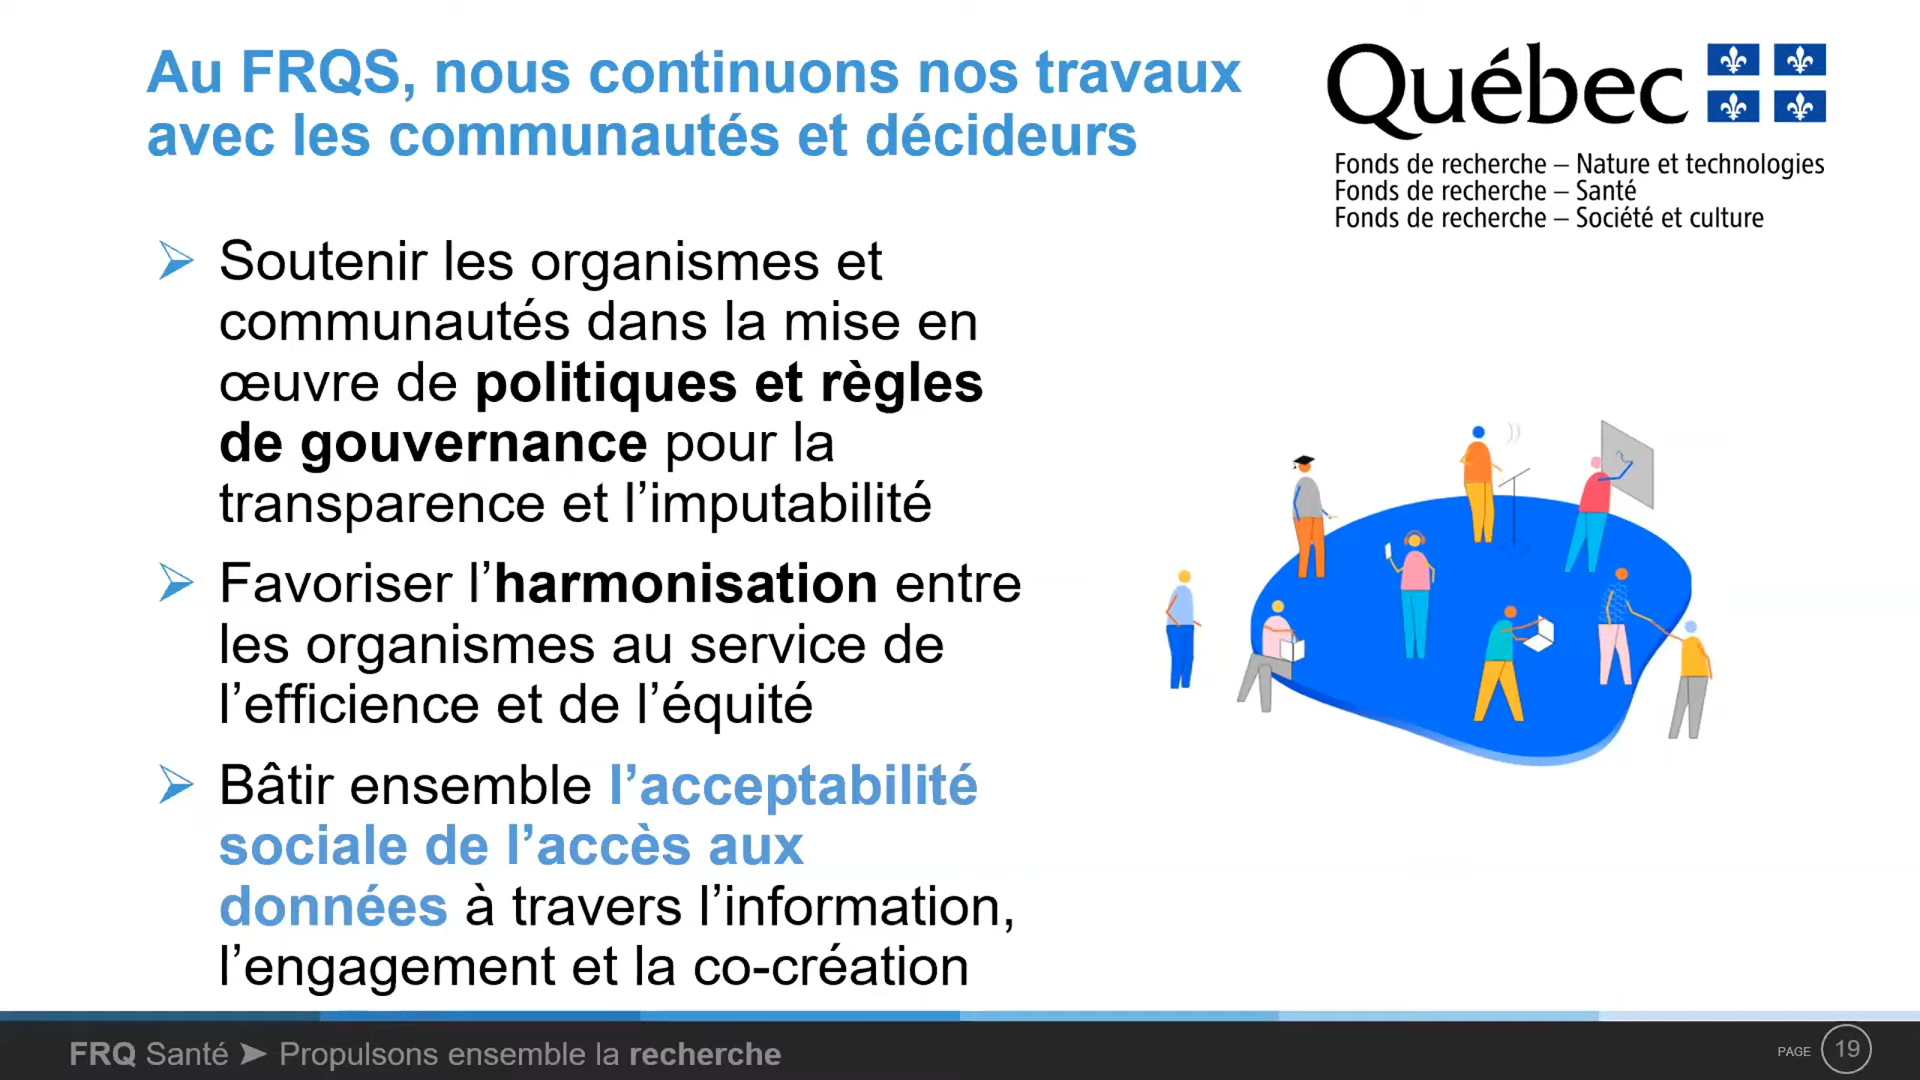 Au FRQS, nous continuons nos travaux
avec les communautés et décideurs
Québec
Fonds de recherche – Nature et technologies
Fonds de recherche – Santé
Fonds de recherche – Société et culture
➢ Soutenir les organismes et
communautés dans la mise en
œuvre de politiques et règles
de gouvernance pour la
transparence et l’imputabilité
➢ Favoriser l’harmonisation entre
les organismes au service de
l’efficience et de l’équité
➢ Bâtir ensemble l’acceptabilité
sociale de l’accès aux
données à travers l’information,
l’engagement et la co-création
FRQ Santé ➤ Propulsons ensemble la recherche
PAGE 19